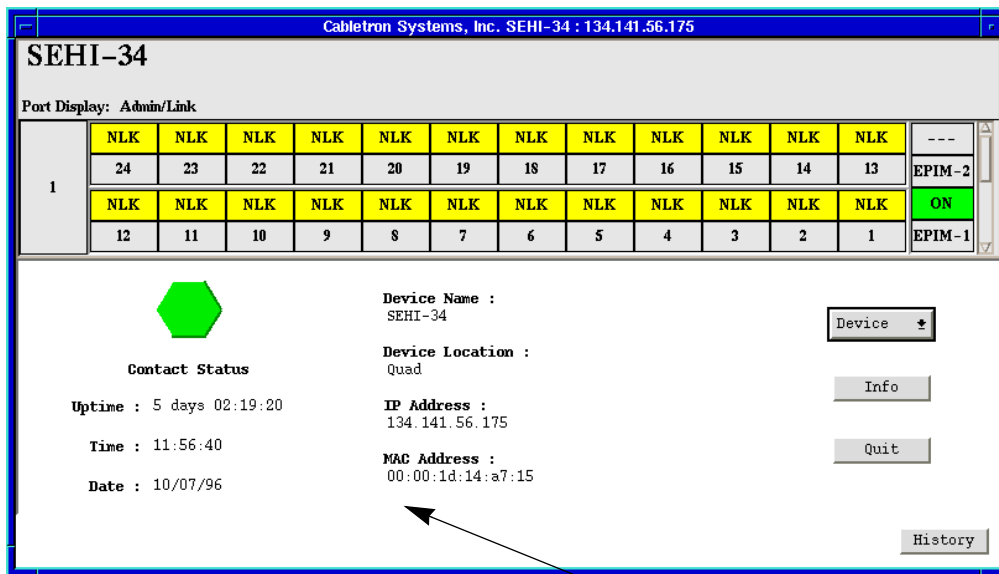 Cabletron Systems, Inc. SEHI-34 : 134.141.56.175
SEHI-34
Port Display: Admin/Link
1
NLK NLK NLK NLK NLK NLK NLK NLK NLK NLK NLK NLK ---
24 23 22 21 20 19 18 17 16 15 14 13 EPIM-2
NLK NLK NLK NLK NLK NLK NLK NLK NLK NLK NLK NLK ON
12 11 10 9 8 7 6 5 4 3 2 1 EPIM-1
Contact Status
Uptime : 5 days 02:19:20
Time : 11:56:40
Date : 10/07/96
Device Name :
SEHI-34
Device Location :
Quad
IP Address :
134.141.56.175
MAC Address :
00:00:1d:14:a7:15
Device
Info
Quit
History